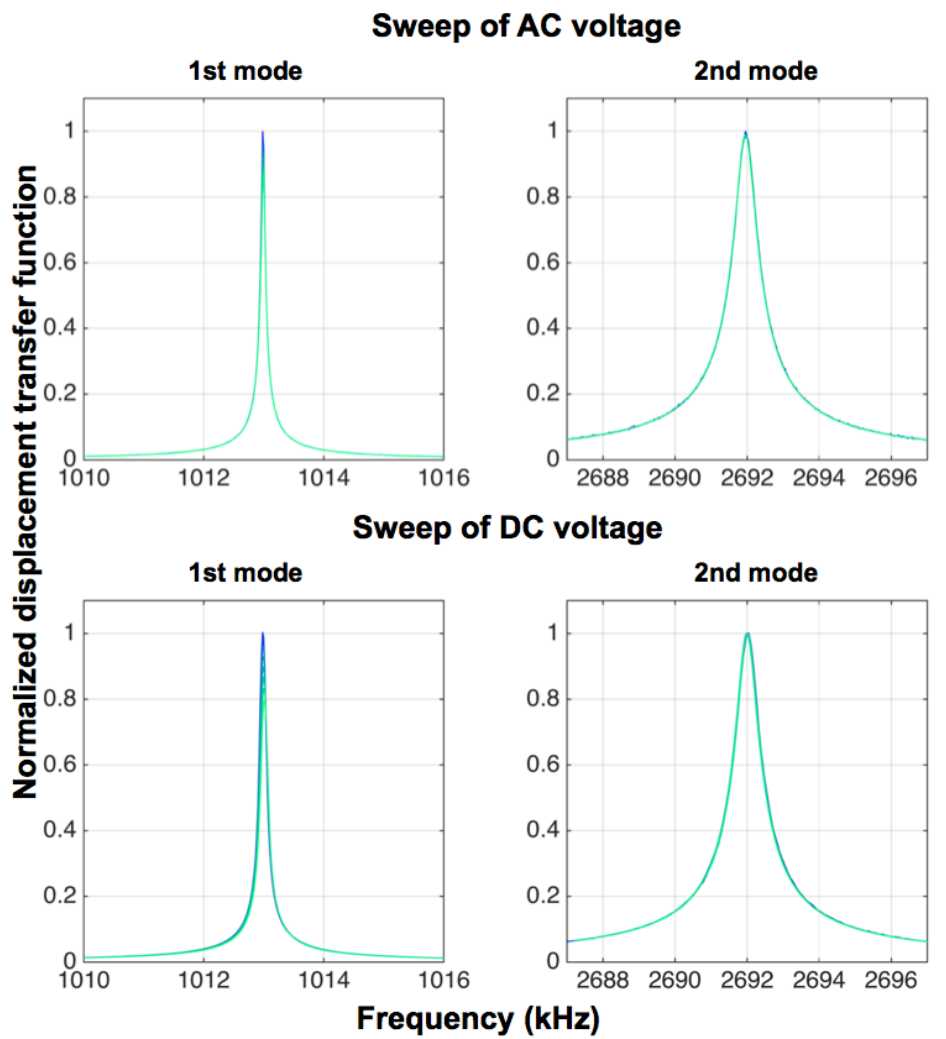 Sweep of AC voltage
1st mode
2nd mode
1
0.8
0.6
0.4
0.2
0
1010 1012 1014 1016
1
0.8
0.6
0.4
0.2
0
2688 2690 2692 2694 2696
Normalized displacement transfer function
Sweep of DC voltage
1st mode
2nd mode
1
0.8
0.6
0.4
0.2
0
1010 1012 1014 1016
1
0.8
0.6
0.4
0.2
0
2688 2690 2692 2694 2696
Frequency (kHz)